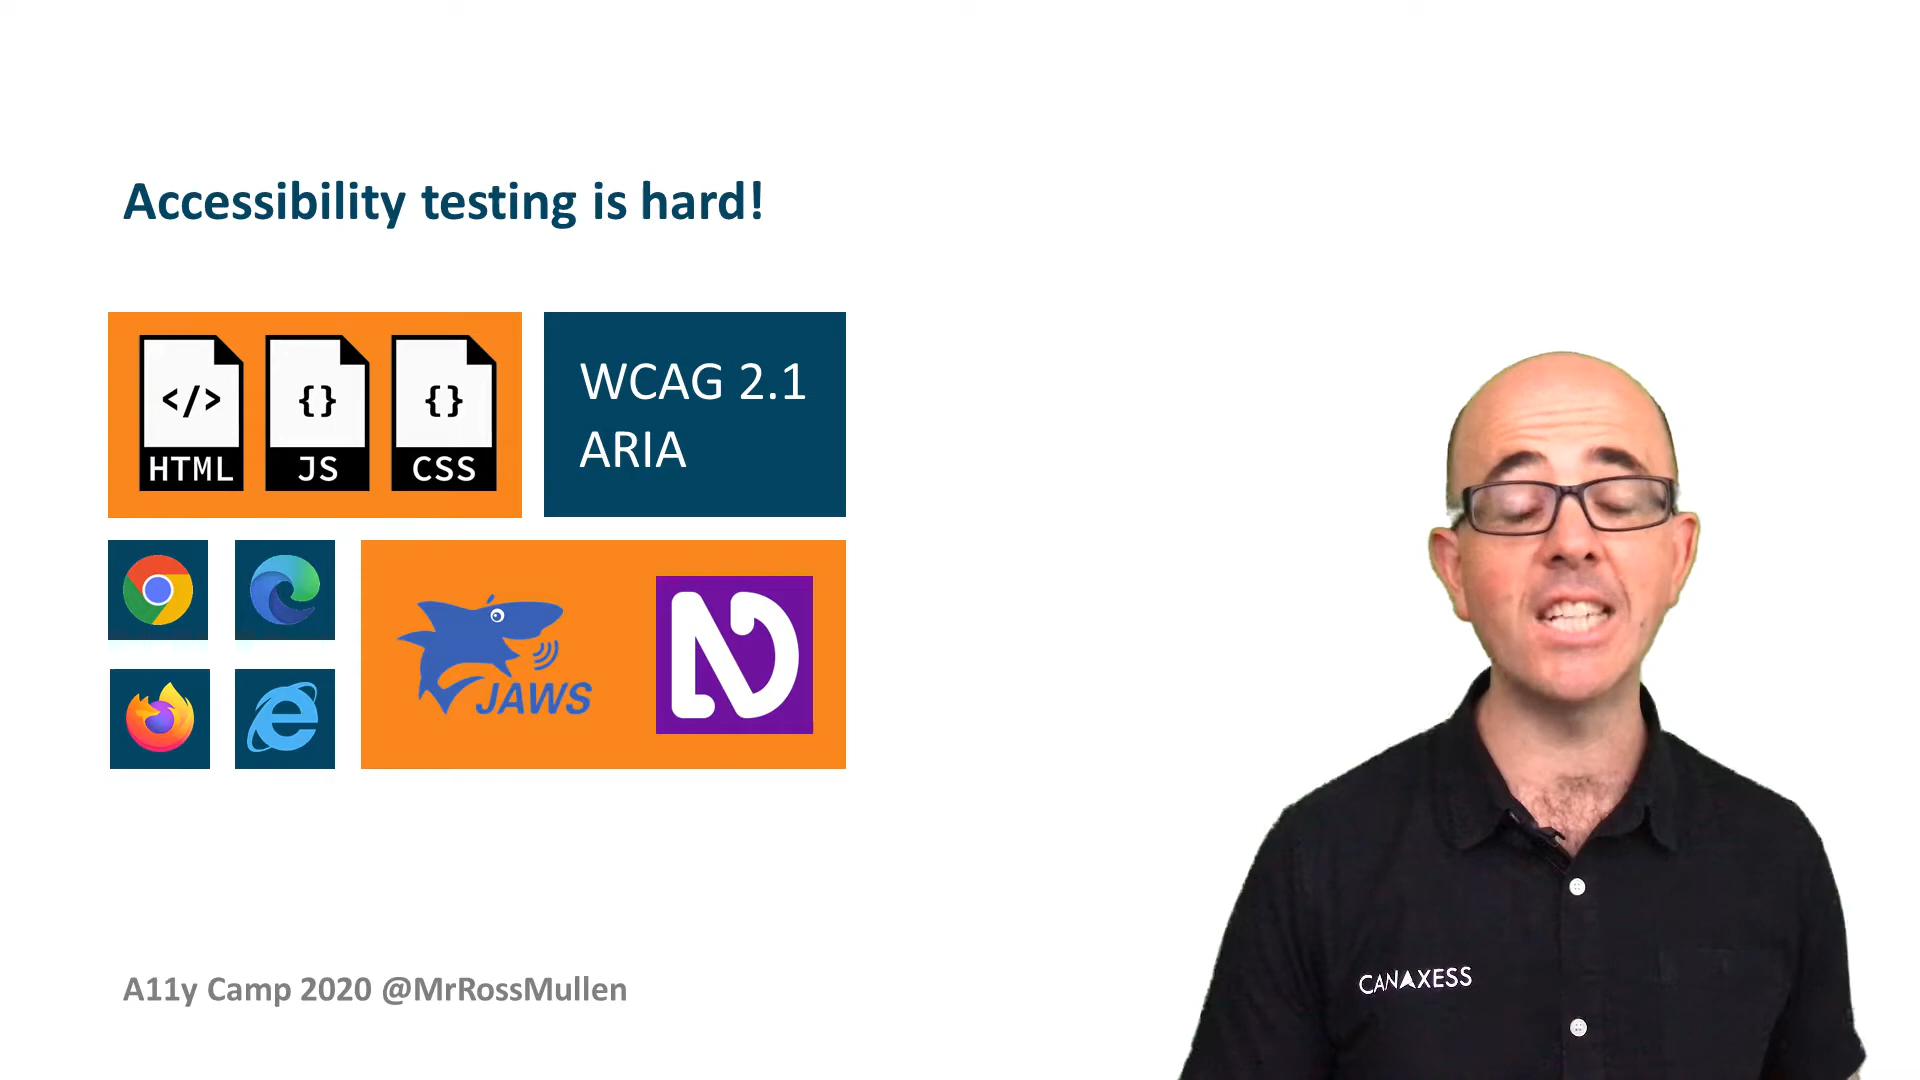 Accessibility testing is hard!
</>
HTML
{}
JS
{}
CSS
WCAG 2.1
ARIA
JAWS
CANAXESS
A11y Camp 2020 @MrRossMullen